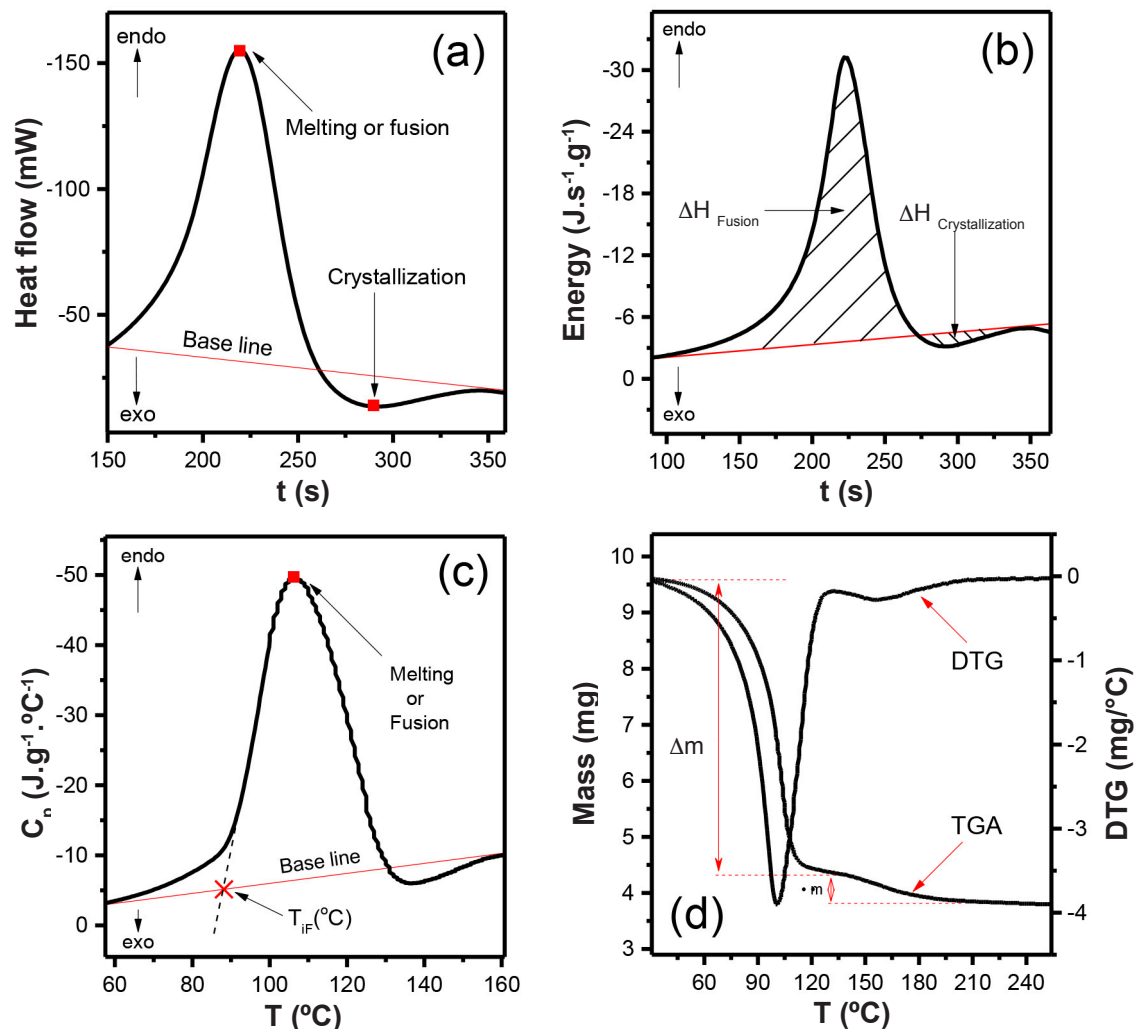 (a)
endo
Melting or fusion
Crystallization
Base line
exo
Heat flow (mW)
-150
-100
-50
150 200 250 300 350
t (s)
(b)
endo
ΔH Fusion
ΔH Crystallization
exo
Energy (J.s⁻¹.g⁻¹)
-30
-24
-18
-12
-6
0
100 150 200 250 300 350
t (s)
(c)
endo
Melting
or
Fusion
Base line
TiF(ºC)
exo
Cn (J.g⁻¹.ºC⁻¹)
-50
-40
-30
-20
-10
0
60 80 100 120 140 160
T (ºC)
(d)
Δm
DTG
TGA
• •m
Mass (mg)
10
9
8
7
6
5
4
3
60 90 120 150 180 210 240
T (ºC)
DTG (mg/°C)
0
-1
-2
-3
-4